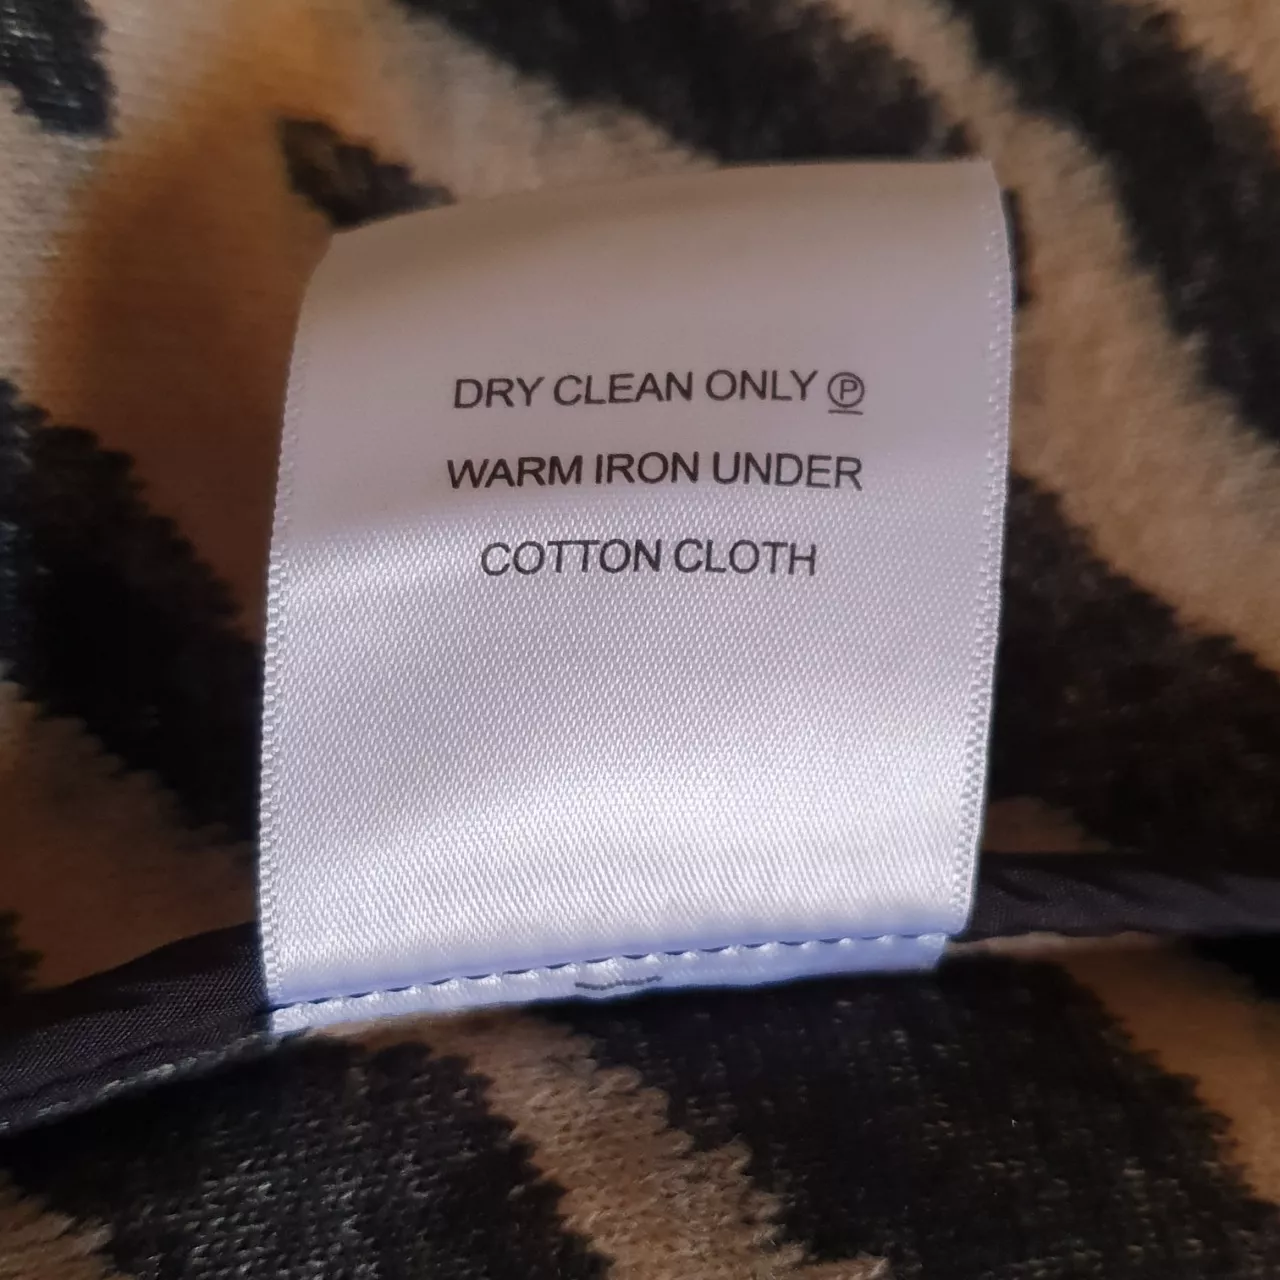 DRY CLEAN ONLY Ⓟ
WARM IRON UNDER
COTTON CLOTH